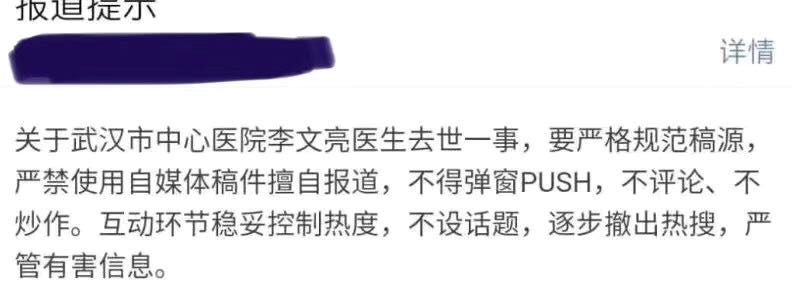 报道提示
详情
关于武汉市中心医院李文亮医生去世一事，要严格规范稿源，
严禁使用自媒体稿件擅自报道，不得弹窗PUSH，不评论、不
炒作。互动环节稳妥控制热度，不设话题，逐步撤出热搜，严
管有害信息。